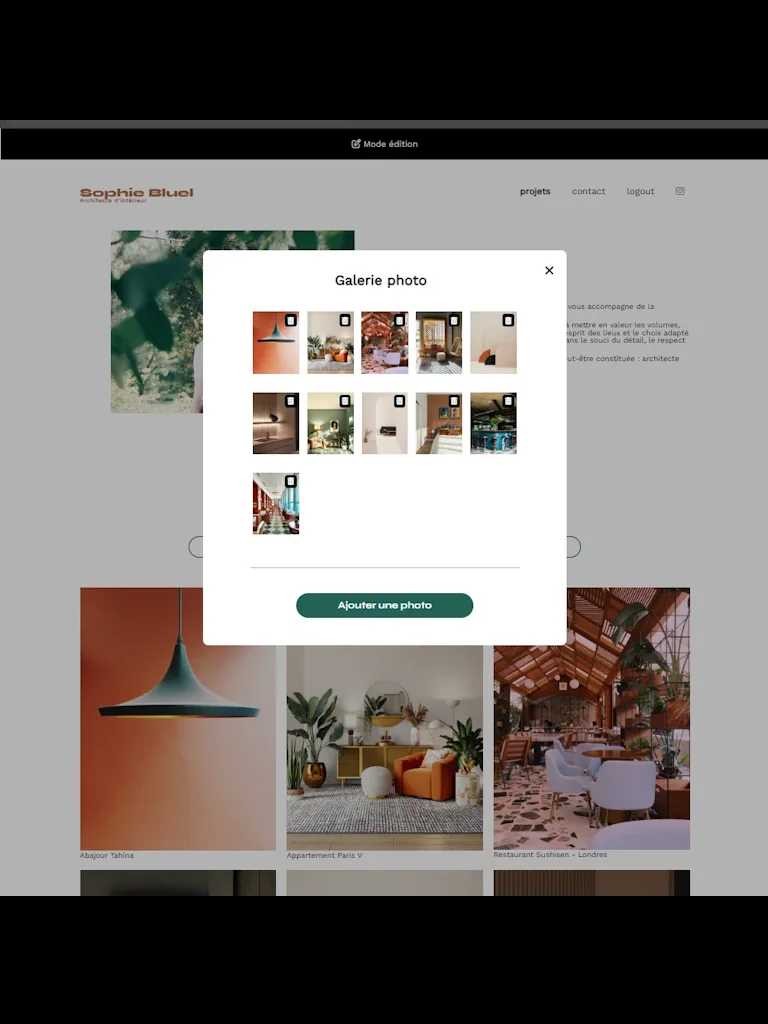 Mode édition
Sophie Bluel
Architecte d'intérieur
projets
contact
logout
Galerie photo
vous accompagne de la
mettre en valeur les volumes,
esprit des lieux et le choix adapté
ans le souci du détail, le respect
ut-être constituée : architecte
Ajouter une photo
Abajour Tahina
Appartement Paris V
Restaurant Sushisen - Londres